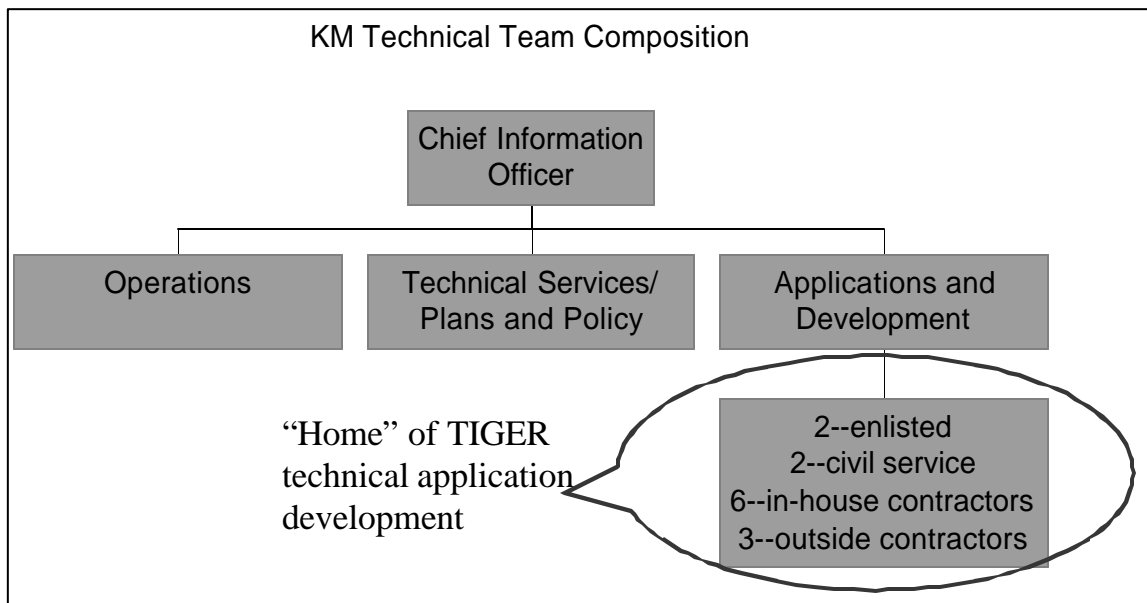 KM Technical Team Composition
Chief Information
Officer
Operations
Technical Services/
Plans and Policy
Applications and
Development
“Home” of TIGER
technical application
development
2--enlisted
2--civil service
6--in-house contractors
3--outside contractors